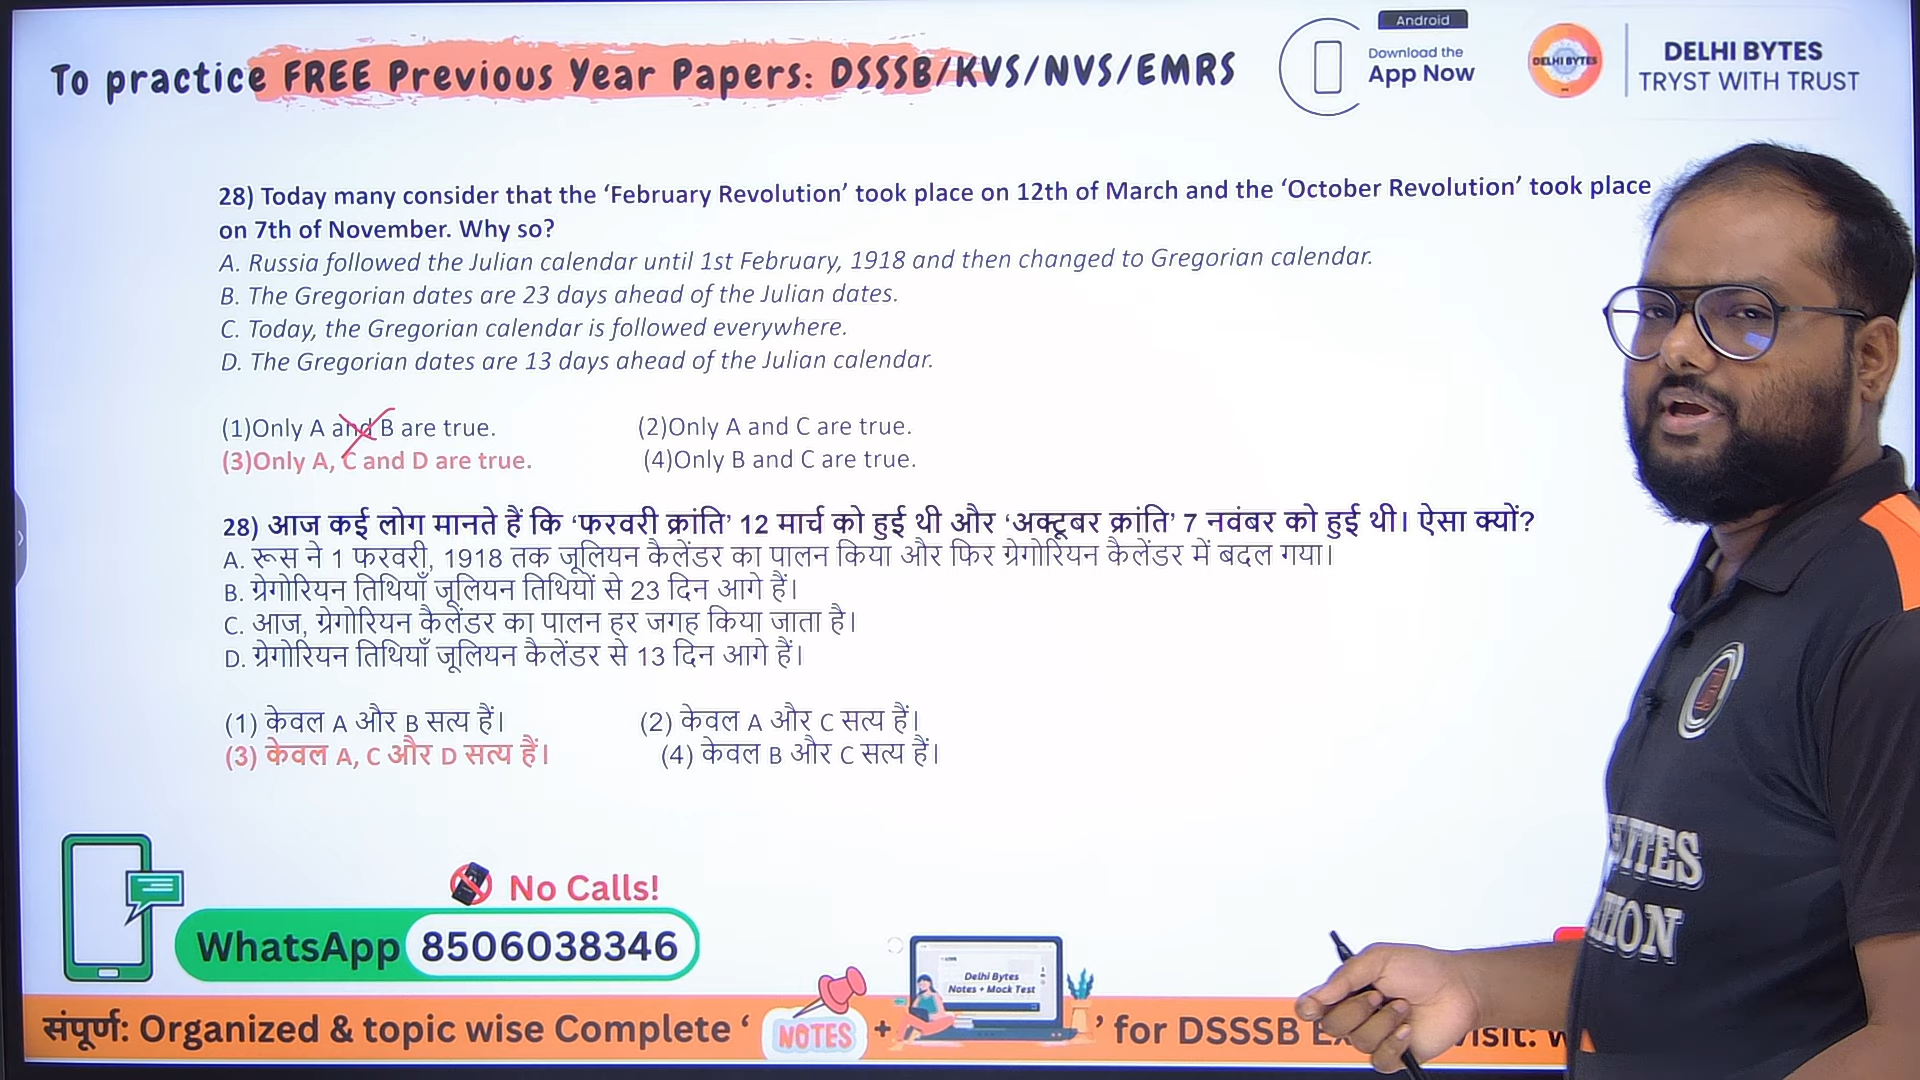 Android
To practice FREE Previous Year Papers: DSSSB/KVS/NVS/EMRS
Download the
App Now
DELHI BYTES
DELHI BYTES
TRYST WITH TRUST
28) Today many consider that the ‘February Revolution’ took place on 12th of March and the ‘October Revolution’ took place
on 7th of November. Why so?
A. Russia followed the Julian calendar until 1st February, 1918 and then changed to Gregorian calendar.
B. The Gregorian dates are 23 days ahead of the Julian dates.
C. Today, the Gregorian calendar is followed everywhere.
D. The Gregorian dates are 13 days ahead of the Julian calendar.
(1)Only A and B are true. (2)Only A and C are true.
(3)Only A, C and D are true. (4)Only B and C are true.
28) आज कई लोग मानते हैं कि ‘फरवरी क्रांति’ 12 मार्च को हुई थी और ‘अक्टूबर क्रांति’ 7 नवंबर को हुई थी। ऐसा क्यों?
A. रूस ने 1 फरवरी, 1918 तक जूलियन कैलेंडर का पालन किया और फिर ग्रेगोरियन कैलेंडर में बदल गया।
B. ग्रेगोरियन तिथियाँ जूलियन तिथियों से 23 दिन आगे हैं।
C. आज, ग्रेगोरियन कैलेंडर का पालन हर जगह किया जाता है।
D. ग्रेगोरियन तिथियाँ जूलियन कैलेंडर से 13 दिन आगे हैं।
(1) केवल A और B सत्य हैं। (2) केवल A और C सत्य हैं।
(3) केवल A, C और D सत्य हैं। (4) केवल B और C सत्य हैं।
No Calls!
WhatsApp 8506038346
Delhi Bytes
Notes + Mock Test
संपूर्ण: Organized & topic wise Complete ‘ NOTES + ’ for DSSSB